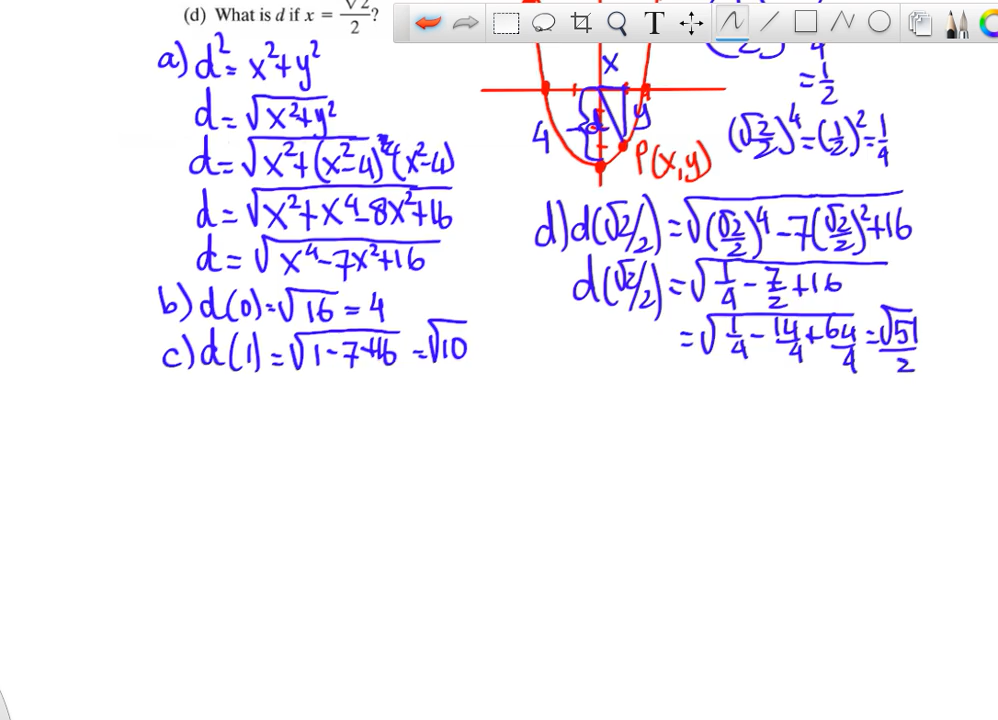 (d) What is d if x = √2/2?
a) d² = x² + y²
d = √(x² + y²)
d = √(x² + (x² - 4)(x² - 4))
d = √(x² + x⁴ - 8x² + 16)
d = √(x⁴ - 7x² + 16)
b) d(0) = √16 = 4
c) d(1) = √(1 - 7 + 16) = √10
x
y
4
P(x,y)
= 1/2
(√2/2)⁴ = (1/2)² = 1/4
d) d(√2/2) = √((√2/2)⁴ - 7(√2/2)² + 16)
d(√2/2) = √(1/4 - 7/2 + 16)
= √(1/4 - 14/4 + 64/4) = √51/2
T